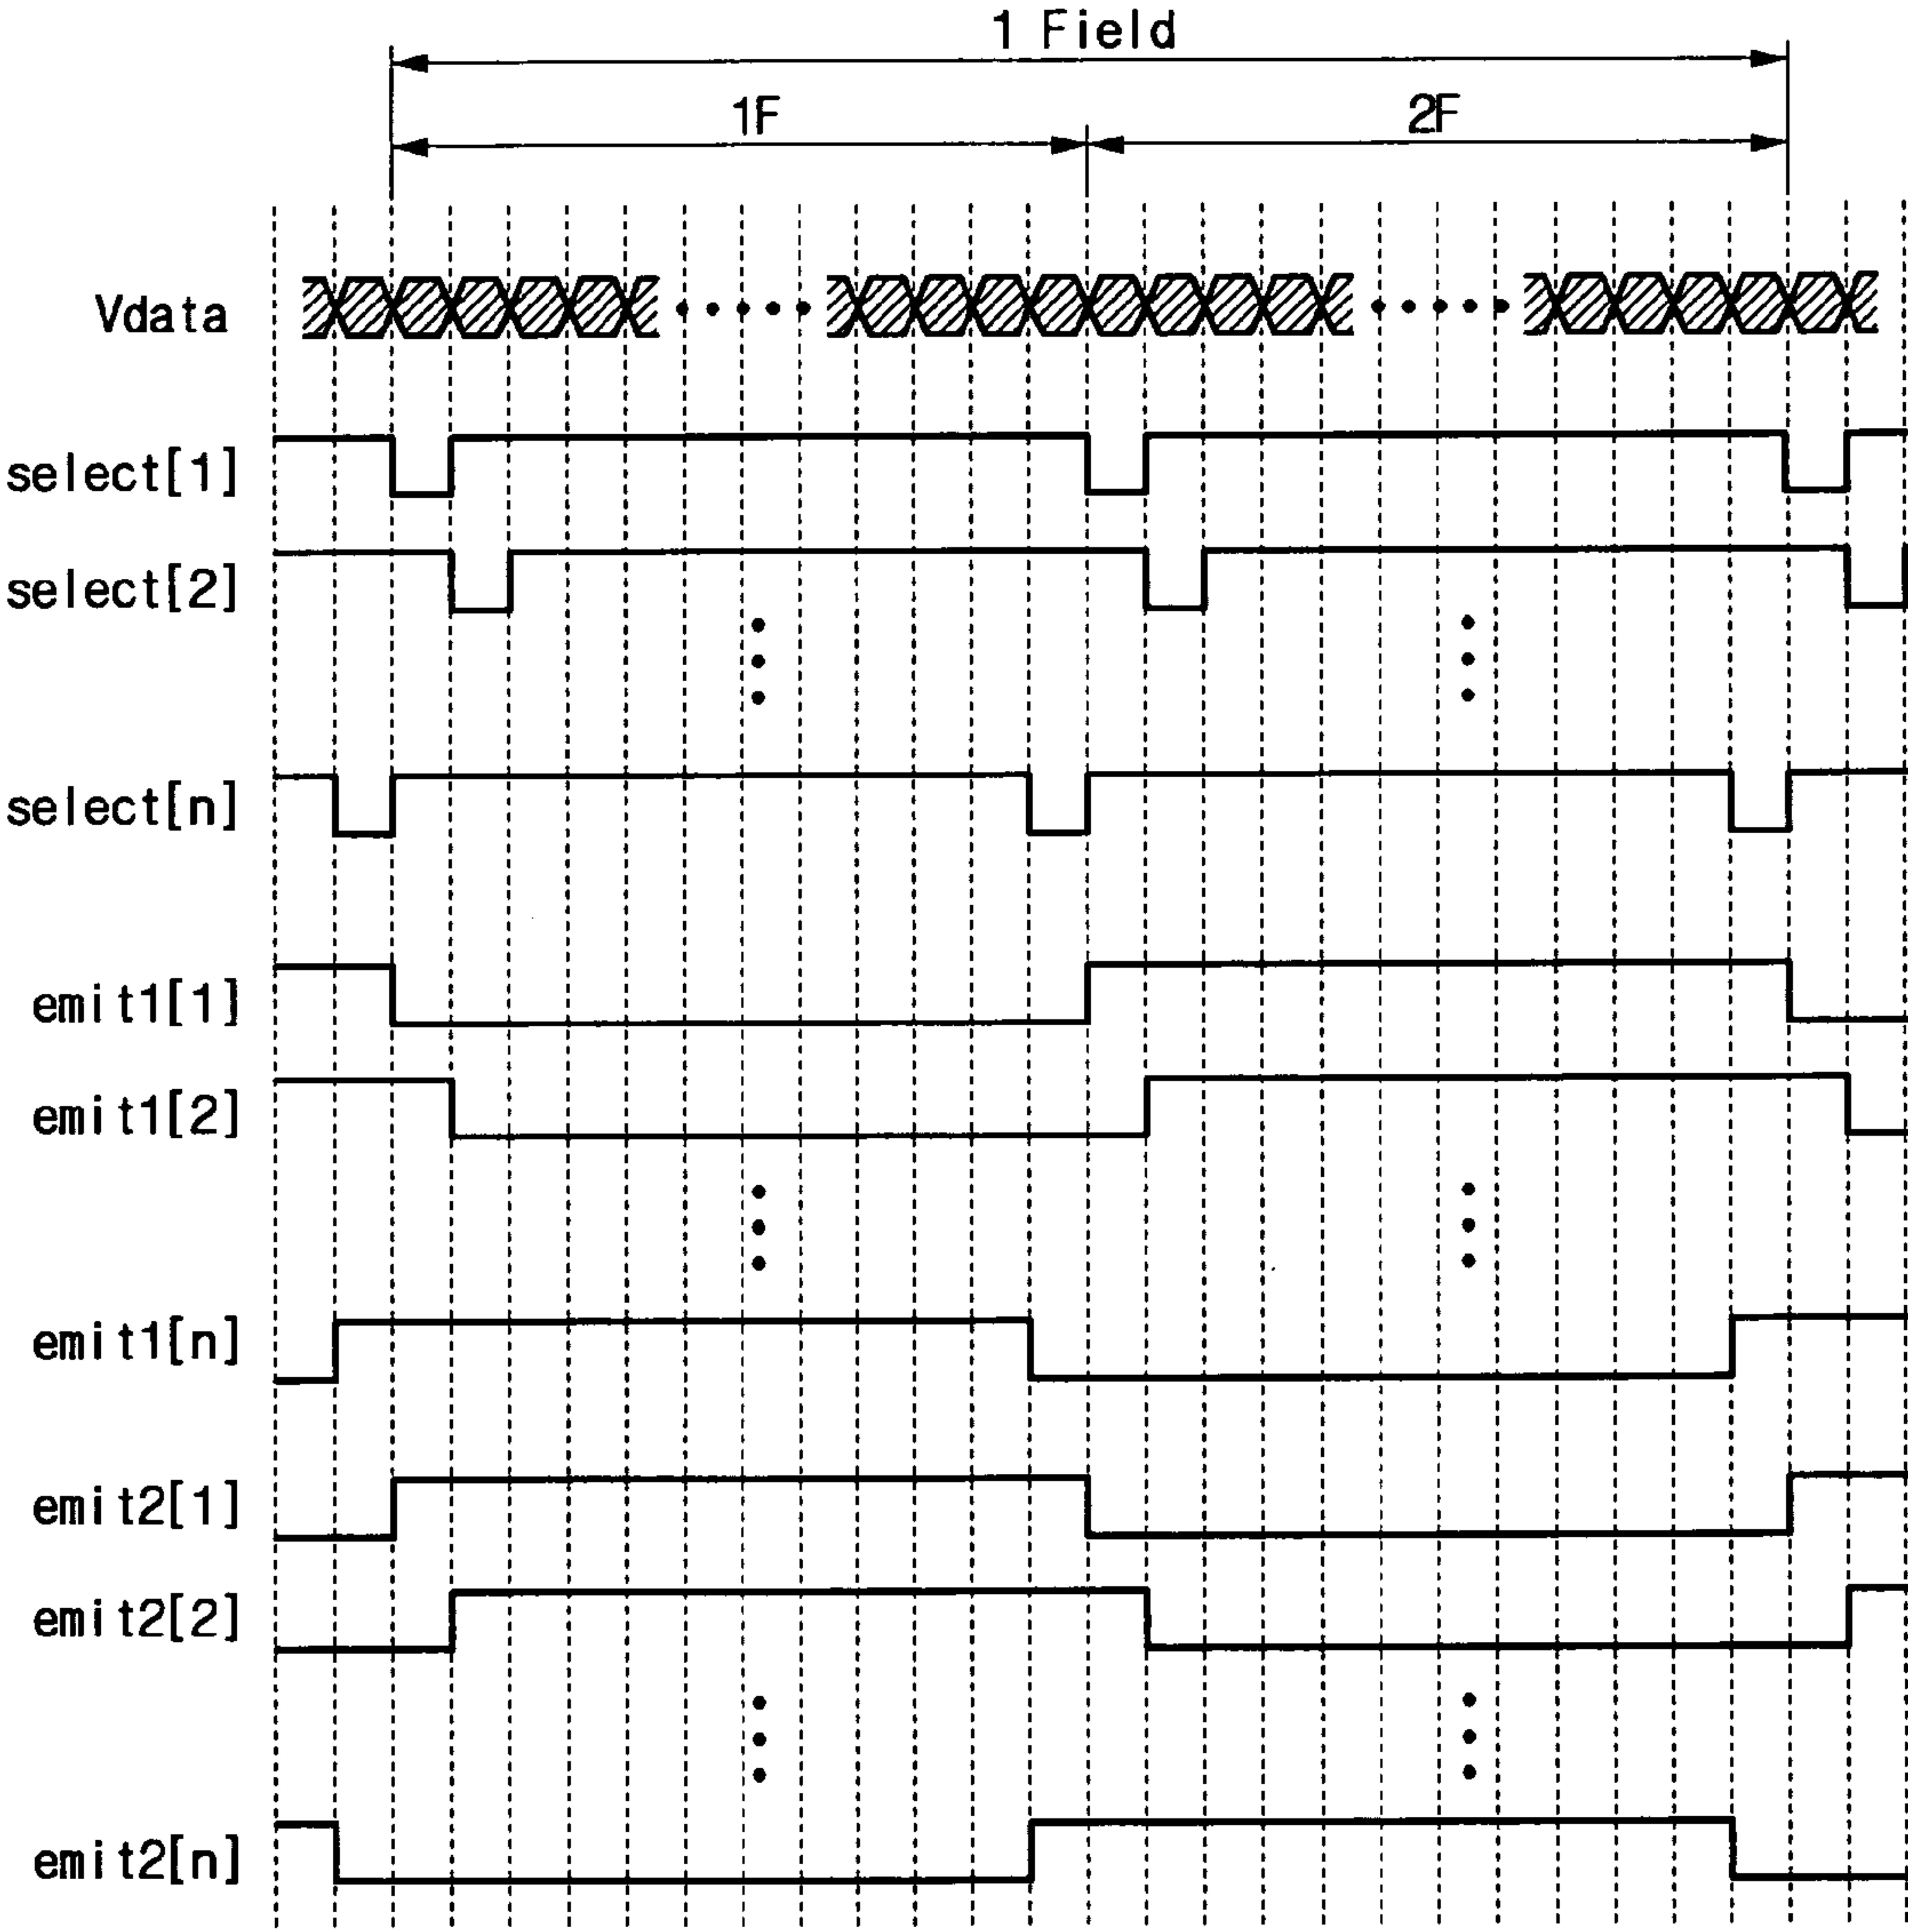 1 Field
1F
2F
Vdata
select[1]
select[2]
select[n]
emit1[1]
emit1[2]
emit1[n]
emit2[1]
emit2[2]
emit2[n]